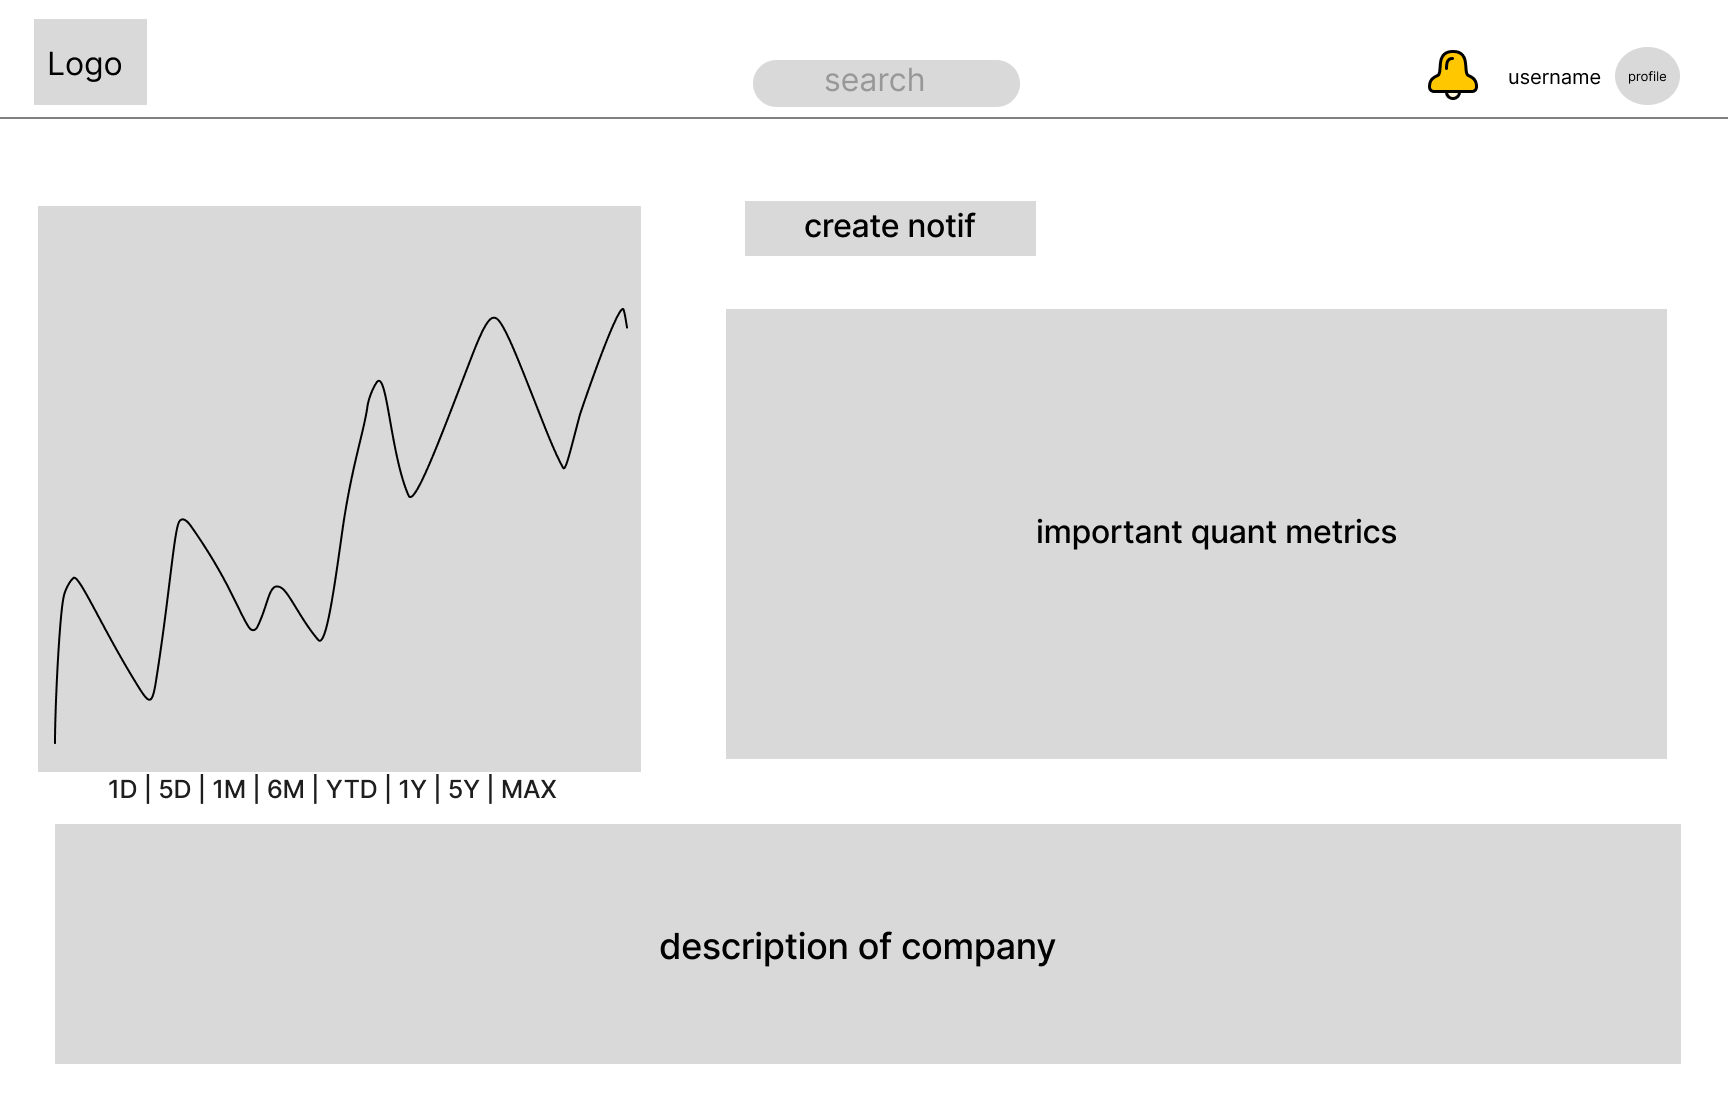 Logo
search
username
profile
create notif
important quant metrics
1D | 5D | 1M | 6M | YTD | 1Y | 5Y | MAX
description of company